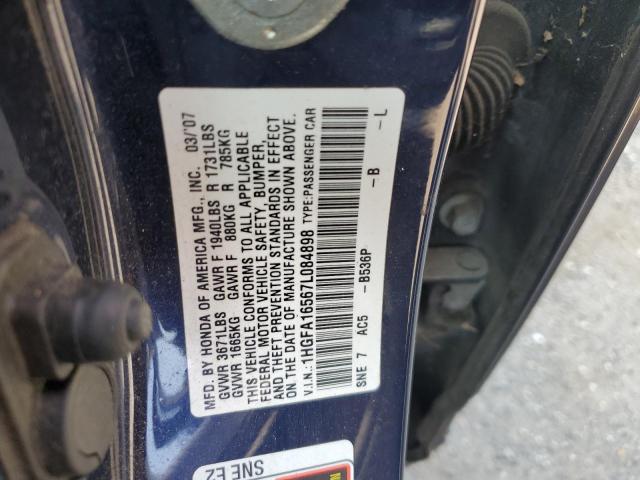 MFD. BY HONDA OF AMERICA MFG., INC. 03/'07
GVWR 3671LBS GAWR F 1940LBS R 1731LBS
GVWR 1665KG GAWR F 880KG R 785KG
THIS VEHICLE CONFORMS TO ALL APPLICABLE
FEDERAL MOTOR VEHICLE SAFETY, BUMPER,
AND THEFT PREVENTION STANDARDS IN EFFECT
ON THE DATE OF MANUFACTURE SHOWN ABOVE.
V.I.N.: 1HGFA16567L084898 TYPE:PASSENGER CAR
SNE 7 AC5 -B536P -B -L
SNE EZ